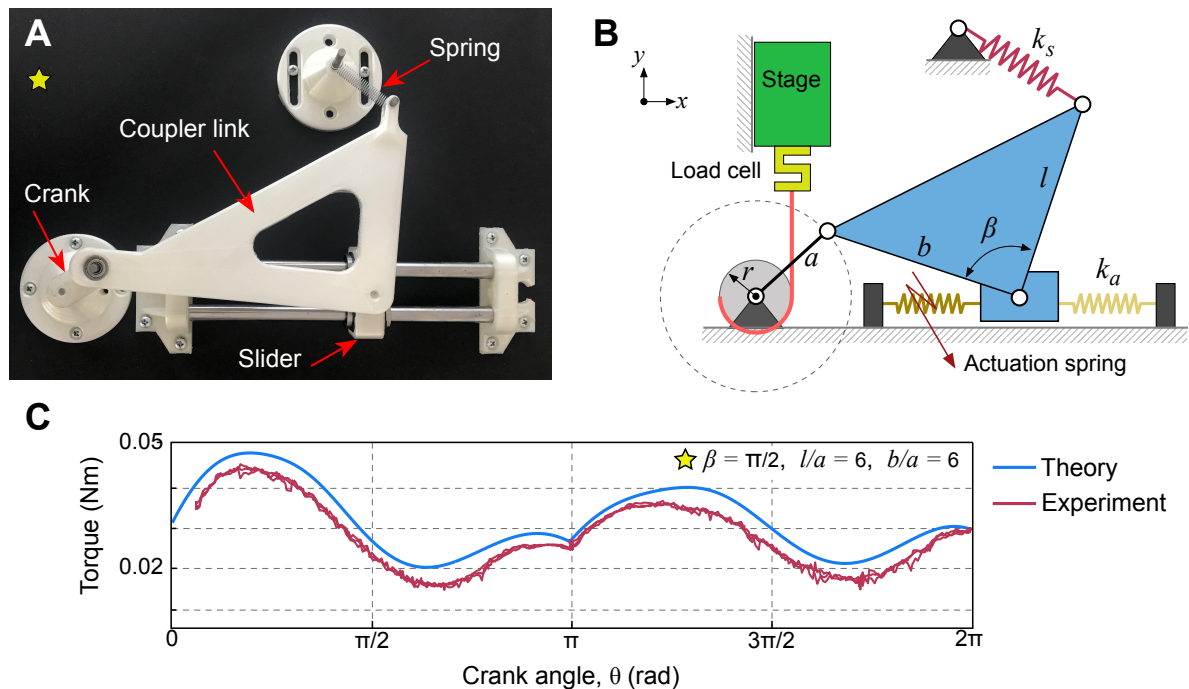 A
Spring
Coupler link
Crank
Slider
B
y
x
Stage
Load cell
k_s
l
β
b
a
r
k_a
Actuation spring
C
Torque (Nm)
0.05
0.02
β = π/2, l/a = 6, b/a = 6
Theory
Experiment
0 π/2 π 3π/2 2π
Crank angle, θ (rad)